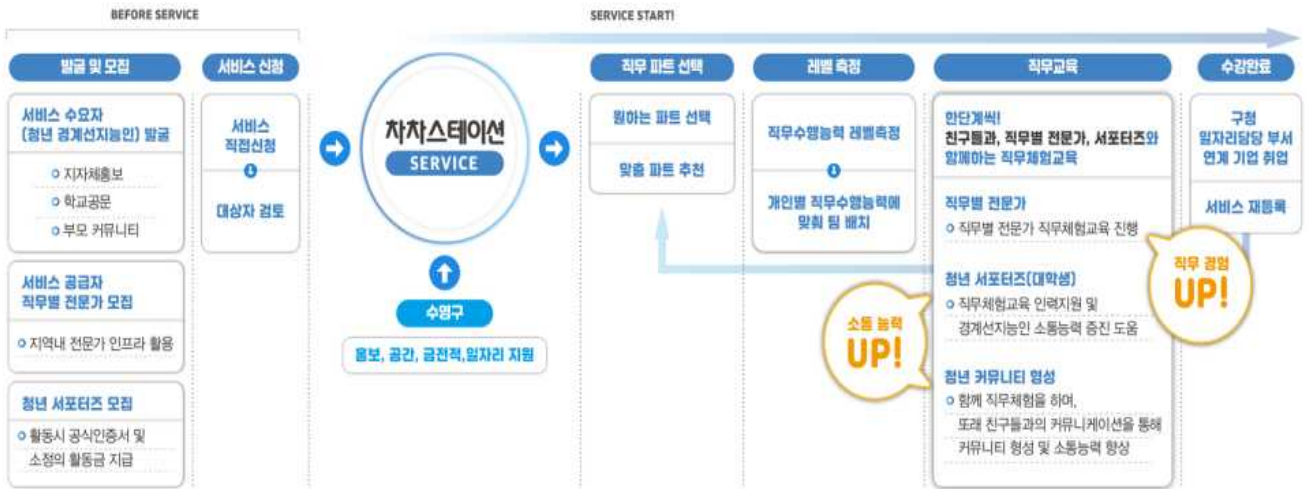 BEFORE SERVICE
SERVICE START!
발굴 및 모집
서비스 수요자
(청년 경계선지능인) 발굴
지자체홍보
학교공문
부모 커뮤니티
서비스 공급자
직무별 전문가 모집
지역내 전문가 인프라 활용
청년 서포터즈 모집
활동시 공식인증서 및
소정의 활동금 지급
서비스 신청
서비스
직접신청
대상자 검토
차차스테이션
SERVICE
수영구
홍보, 공간, 금전적,일자리 지원
직무 파트 선택
원하는 파트 선택
맞춤 파트 추천
레벨 측정
직무수행능력 레벨측정
개인별 직무수행능력에
맞춰 팀 배치
직무교육
한단계씩!
친구들과, 직무별 전문가, 서포터즈와
함께하는 직무체험교육
직무별 전문가
직무별 전문가 직무체험교육 진행
청년 서포터즈(대학생)
직무체험교육 인력지원 및
경계선지능인 소통능력 증진 도움
청년 커뮤니티 형성
함께 직무체험을 하며,
또래 친구들과의 커뮤니케이션을 통해
커뮤니티 형성 및 소통능력 향상
소통 능력
UP!
직무 경험
UP!
수강완료
구청
일자리담당 부서
연계 기업 취업
서비스 재등록